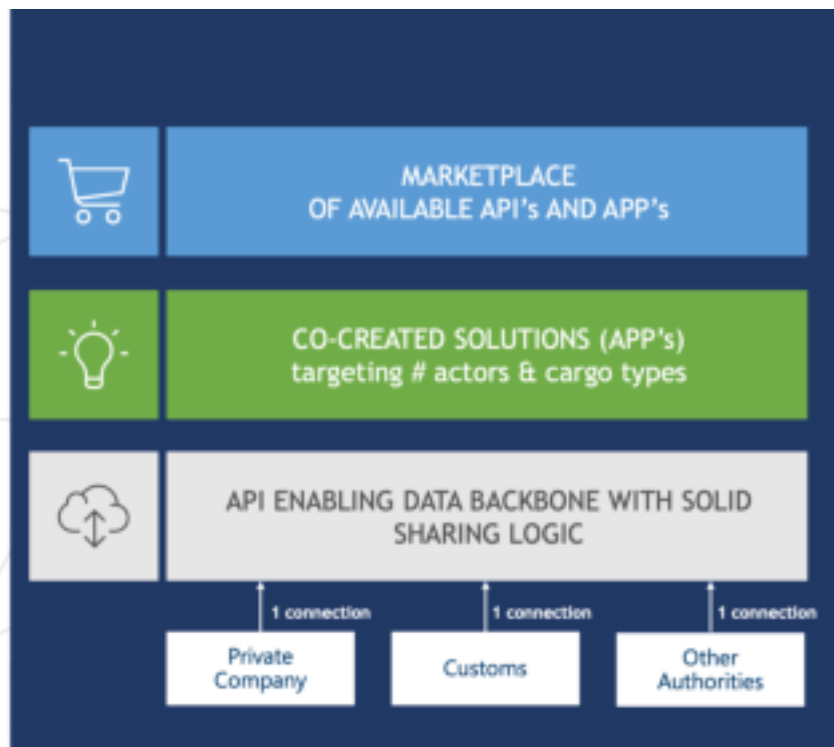 MARKETPLACE
OF AVAILABLE API's AND APP's
CO-CREATED SOLUTIONS (APP's)
targeting # actors & cargo types
API ENABLING DATA BACKBONE WITH SOLID
SHARING LOGIC
1 connection
1 connection
1 connection
Private
Company
Customs
Other
Authorities